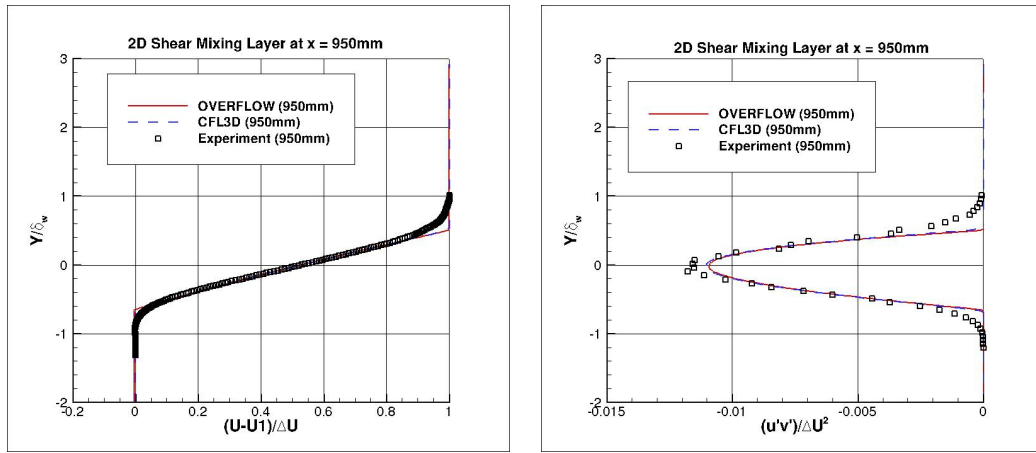 2D Shear Mixing Layer at x = 950mm
3
OVERFLOW (950mm)
CFL3D (950mm)
Experiment (950mm)
2
1
0
-1
-2
Y/δw
-0.2 0 0.2 0.4 0.6 0.8 1
(U-U1)/ΔU
2D Shear Mixing Layer at x = 950mm
3
OVERFLOW (950mm)
CFL3D (950mm)
Experiment (950mm)
2
1
0
-1
-2
Y/δw
-0.015 -0.01 -0.005 0
(u'v')/ΔU²